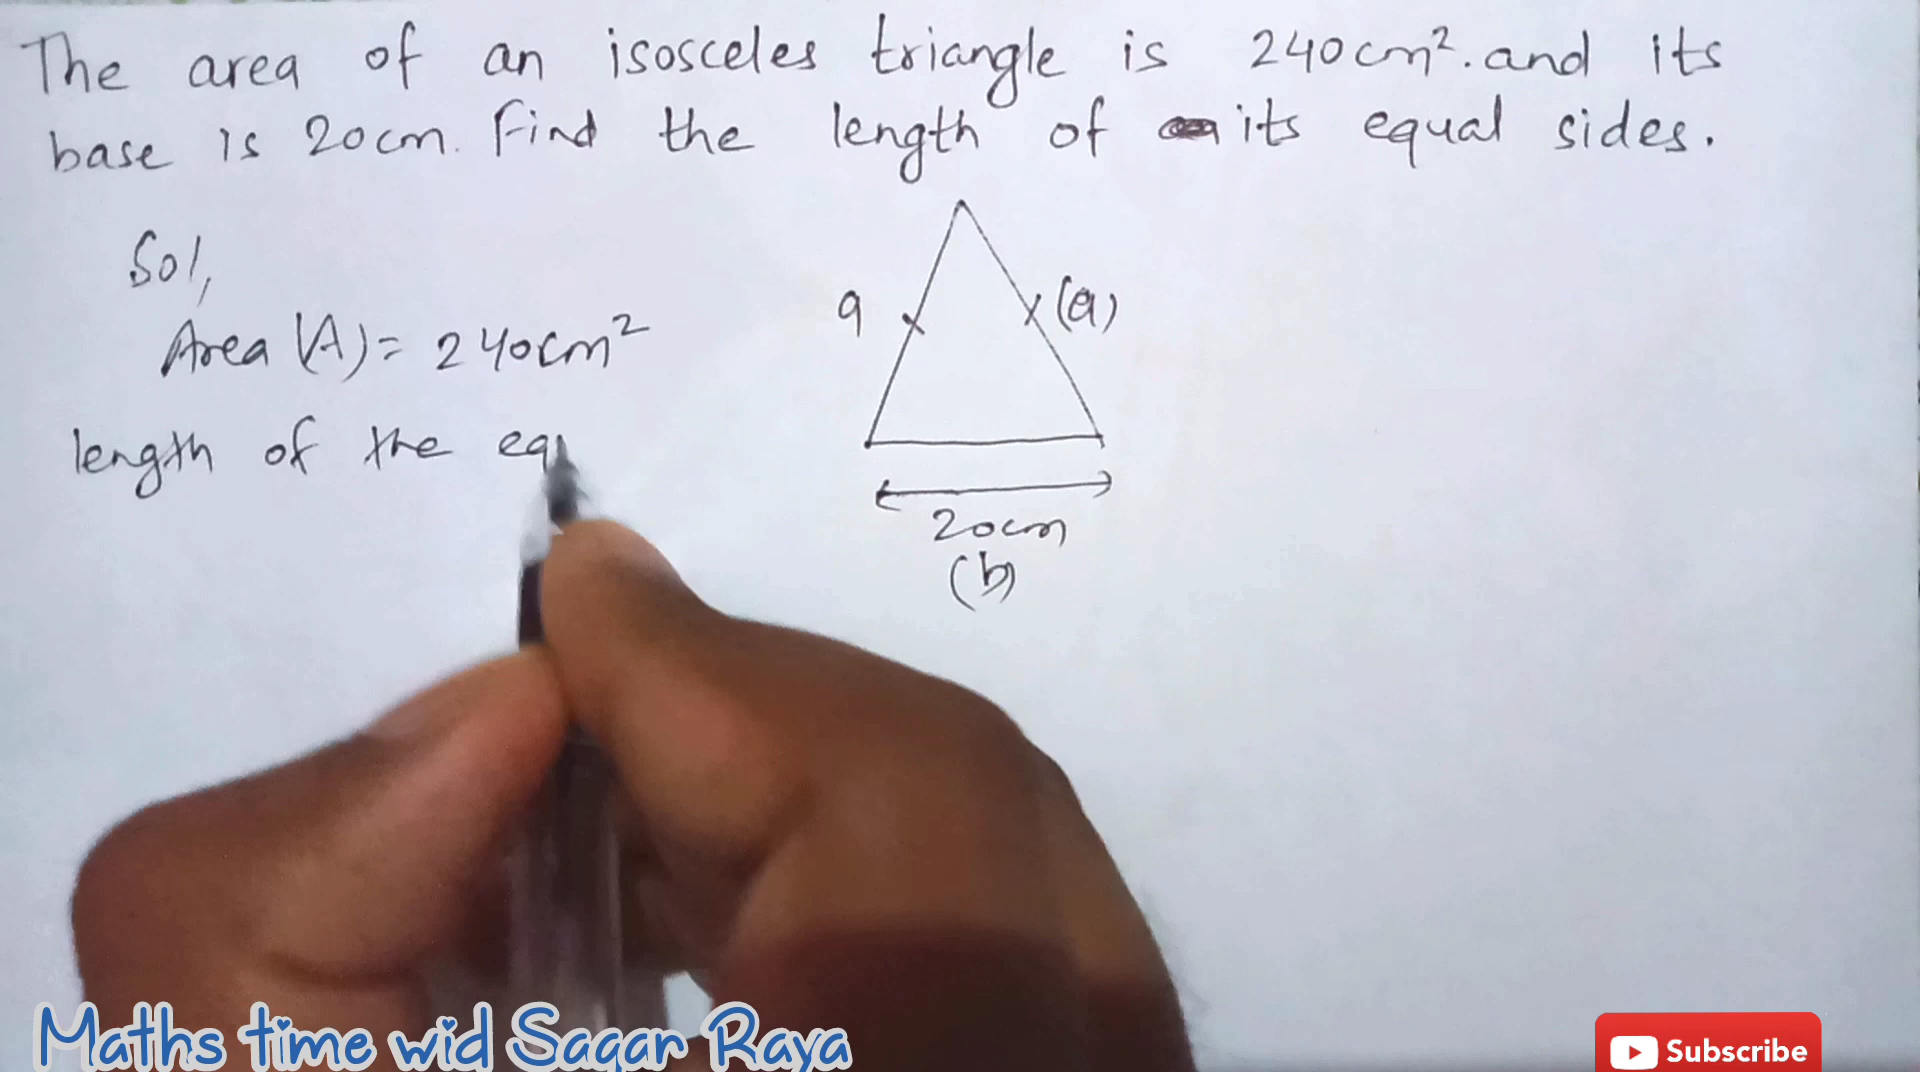 The area of an isosceles triangle is 240cm². and its
base is 20cm. Find the length of its equal sides.
Sol,
Area (A) = 240cm²
length of the equ
a
(a)
20cm
(b)
Maths time wid Sagar Raya
Subscribe